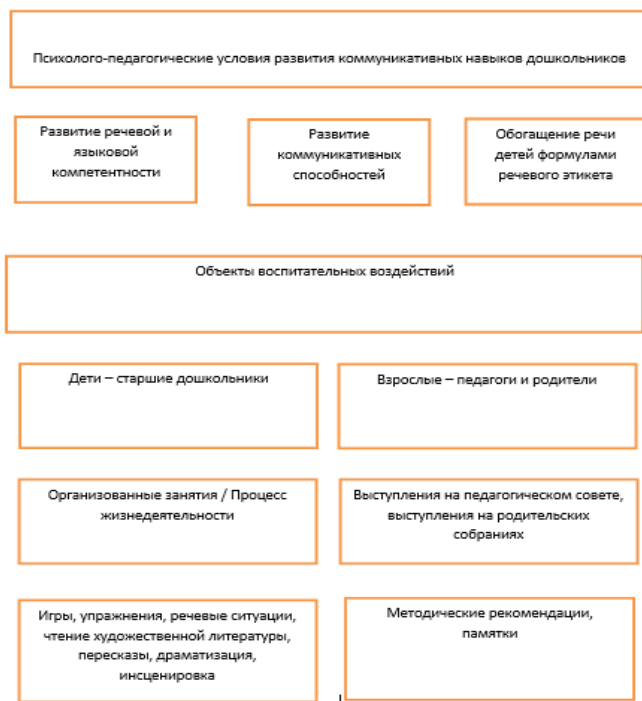 Психолого-педагогические условия развития коммуникативных навыков дошкольников
Развитие речевой и
языковой
компетентности
Развитие
коммуникативных
способностей
Обогащение речи
детей формулами
речевого этикета
Объекты воспитательных воздействий
Дети – старшие дошкольники
Взрослые – педагоги и родители
Организованные занятия / Процесс
жизнедеятельности
Выступления на педагогическом совете,
выступления на родительских
собраниях
Игры, упражнения, речевые ситуации,
чтение художественной литературы,
пересказы, драматизация,
инсценировка
Методические рекомендации,
памятки